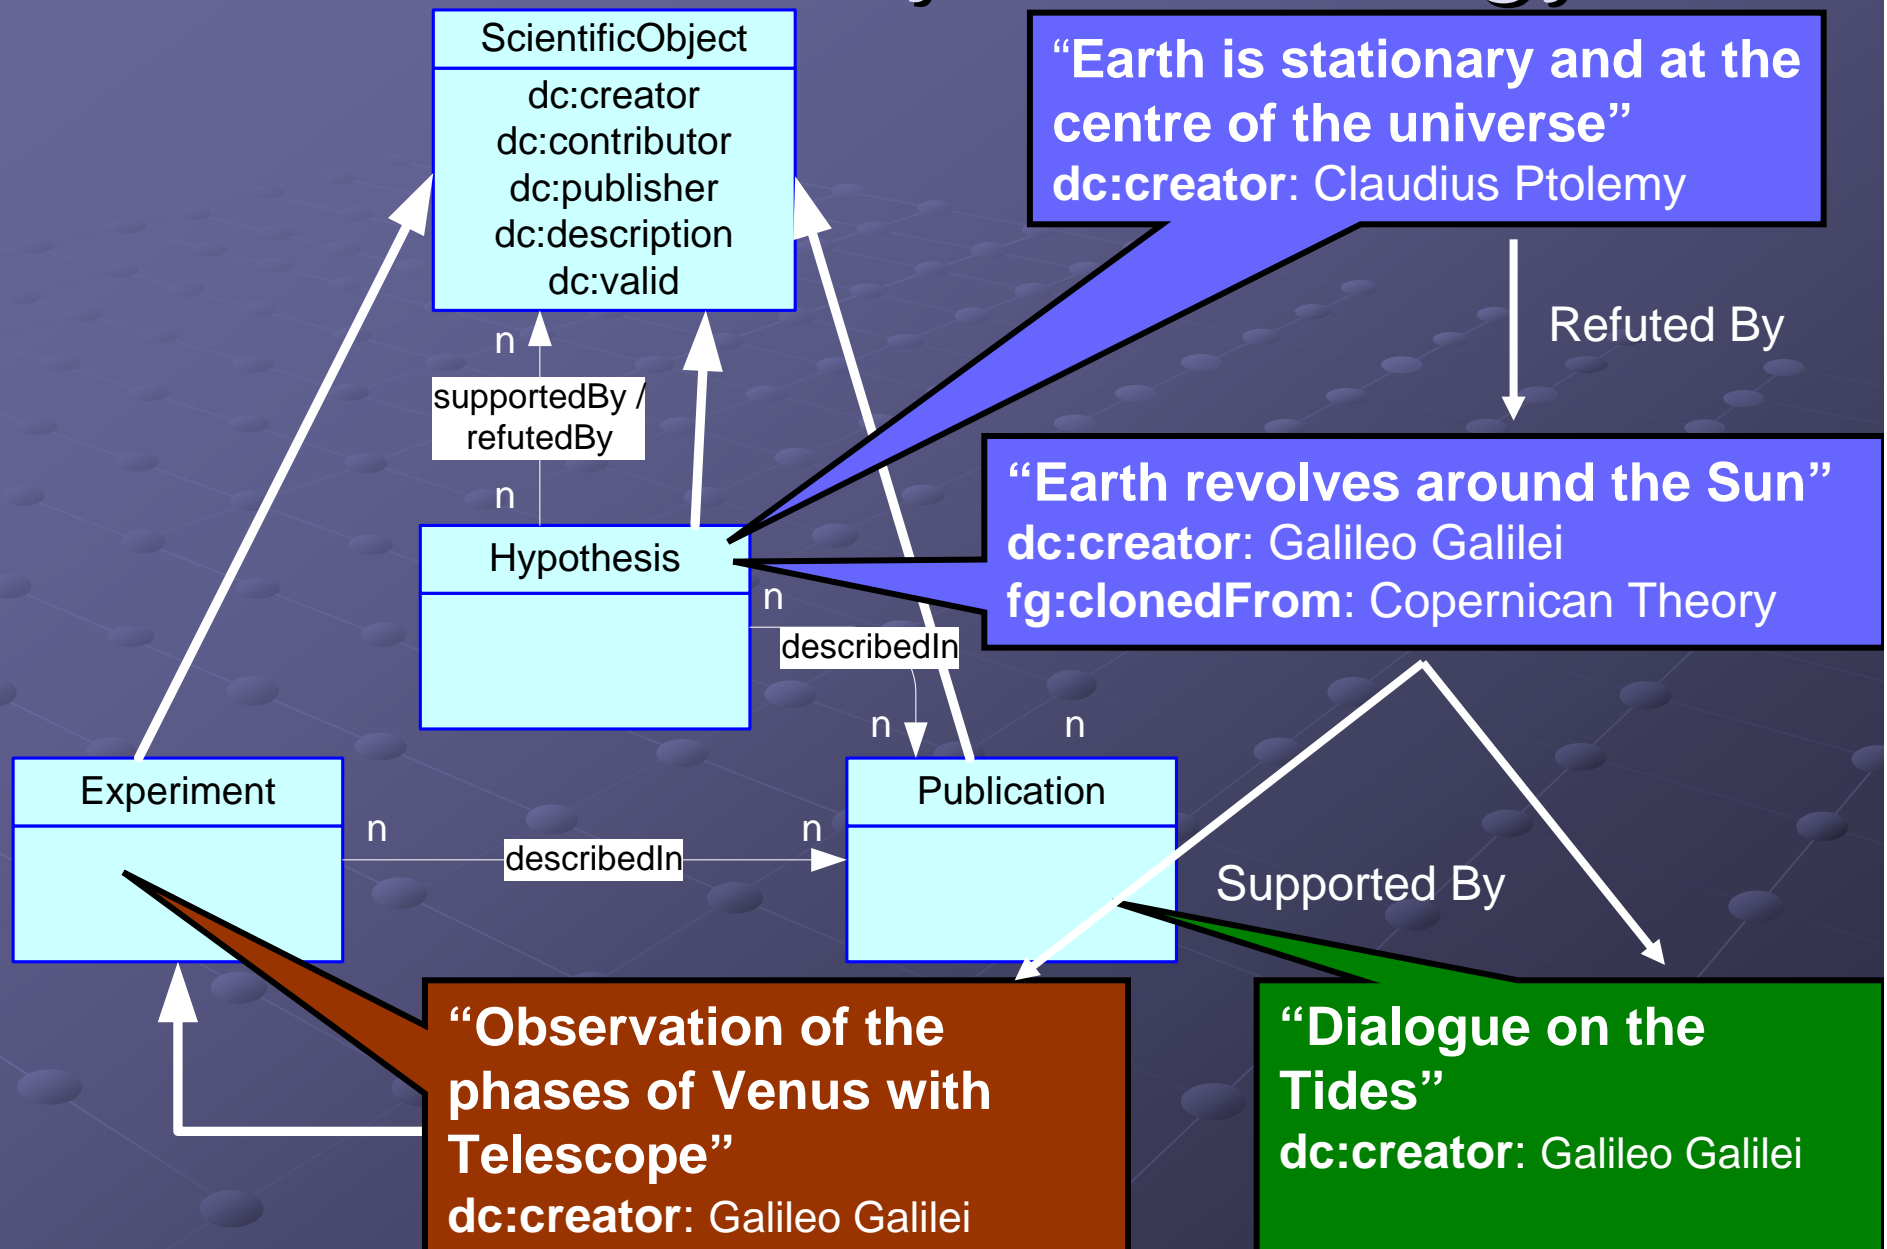 ScientificObject
dc:creator
dc:contributor
dc:publisher
dc:description
dc:valid
“Earth is stationary and at the
centre of the universe”
dc:creator: Claudius Ptolemy
Refuted By
n
supportedBy /
refutedBy
n
“Earth revolves around the Sun”
dc:creator: Galileo Galilei
fg:clonedFrom: Copernican Theory
Hypothesis
n
describedIn
n
n
Experiment
Publication
n
n
describedIn
Supported By
“Observation of the
phases of Venus with
Telescope”
dc:creator: Galileo Galilei
“Dialogue on the
Tides”
dc:creator: Galileo Galilei